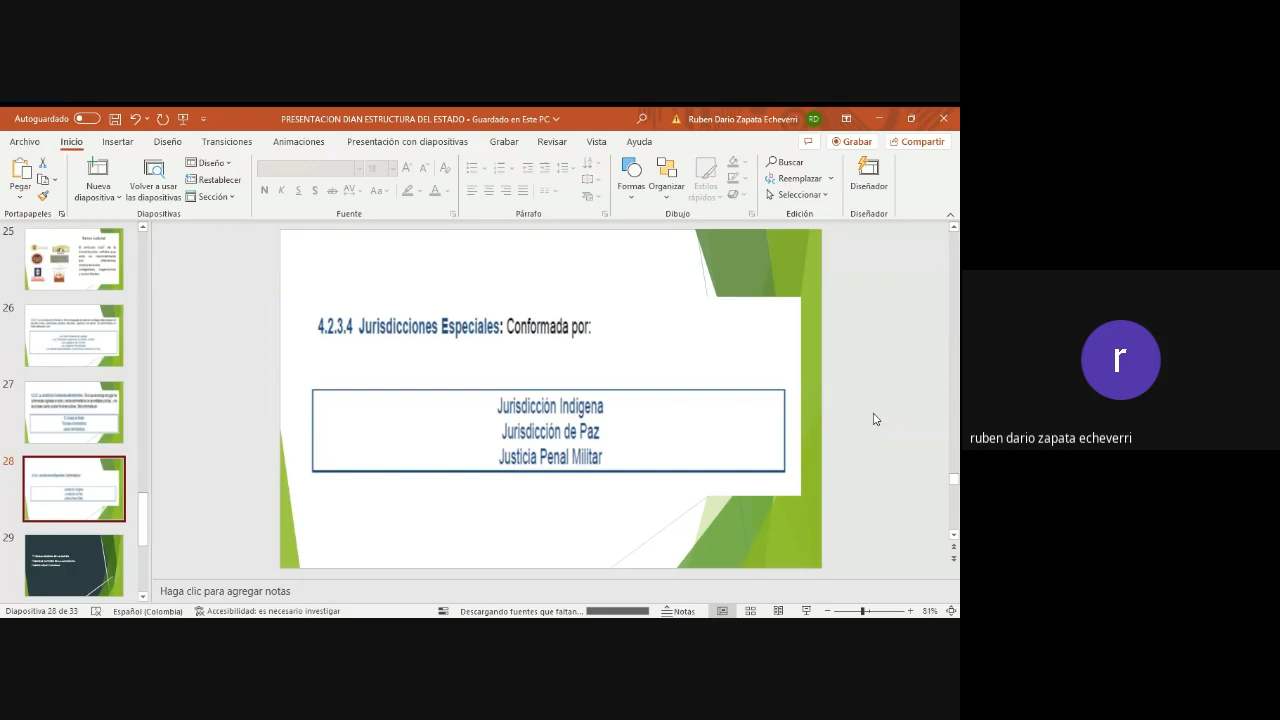 Autoguardado
PRESENTACION DIAN ESTRUCTURA DEL ESTADO • Guardado en Este PC
Ruben Dario Zapata Echeverri
RD
Archivo Inicio Insertar Diseño Transiciones Animaciones Presentación con diapositivas Grabar Revisar Vista Ayuda
Grabar
Compartir
Pegar
Nueva diapositiva
Volver a usar las diapositivas
Diseño
Restablecer
Sección
18
N K S S ab AV Aa A
Formas
Organizar
Estilos rápidos
Buscar
Reemplazar
Seleccionar
Diseñador
Portapapeles
Diapositivas
Fuente
Párrafo
Dibujo
Edición
Diseñador
25
26
27
28
29
4.2.3.4 Jurisdicciones Especiales: Conformada por:
Jurisdicción Indígena
Jurisdicción de Paz
Justicia Penal Militar
r
ruben dario zapata echeverri
Haga clic para agregar notas
Diapositiva 28 de 33
Español (Colombia)
Accesibilidad: es necesario investigar
Descargando fuentes que faltan...
Notas
81%